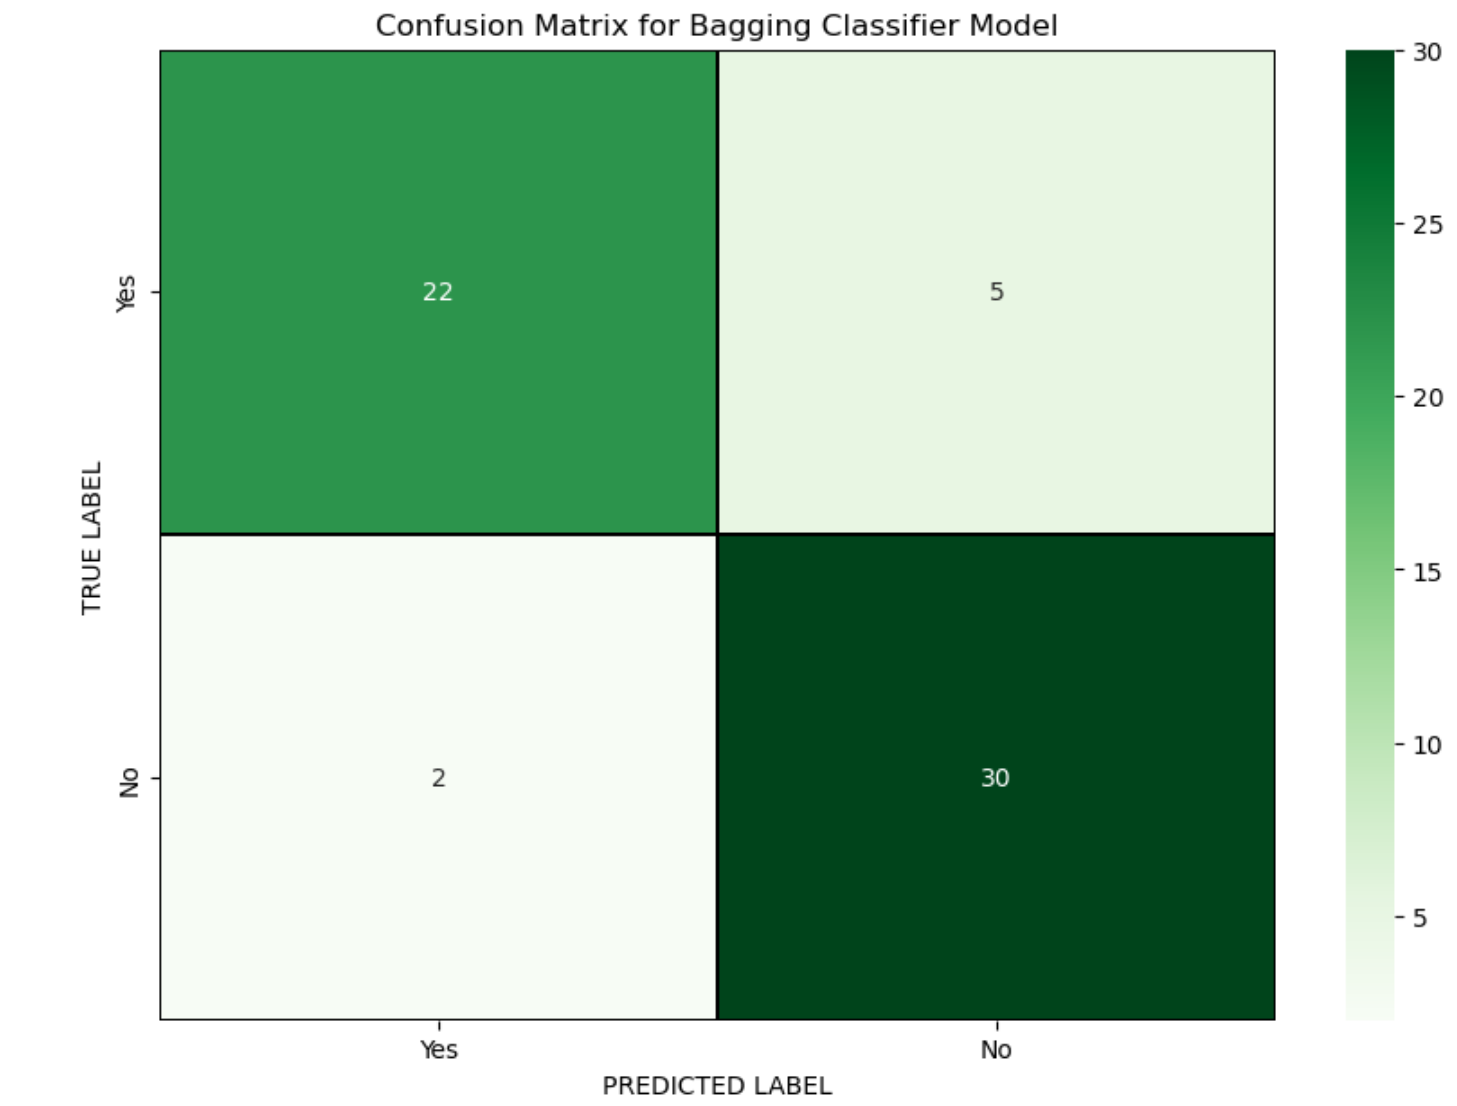 Confusion Matrix for Bagging Classifier Model
30
25
20
15
10
5
TRUE LABEL
Yes
22
5
No
2
30
Yes
No
PREDICTED LABEL